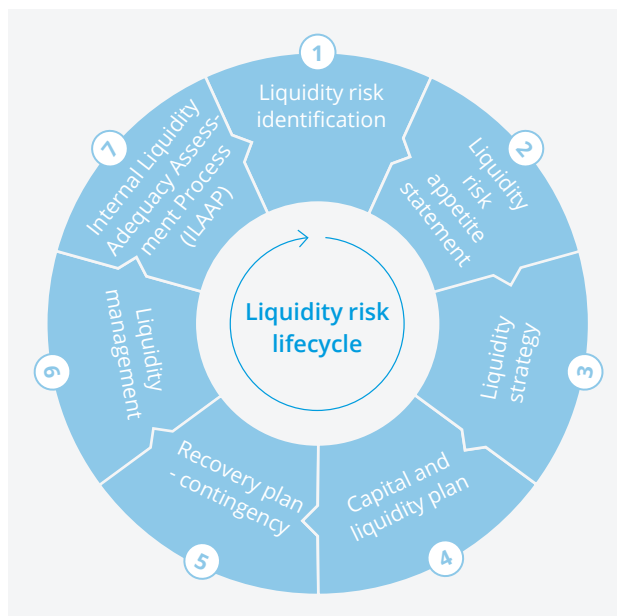 1
Liquidity risk
identification
2
Liquidity
risk
appetite
statement
3
Liquidity
strategy
4
Capital and
liquidity plan
5
Recovery plan
- contingency
6
Liquidity
management
7
Internal Liquidity
Adequacy Assess-
ment Process
(ILAAP)
Liquidity risk
lifecycle